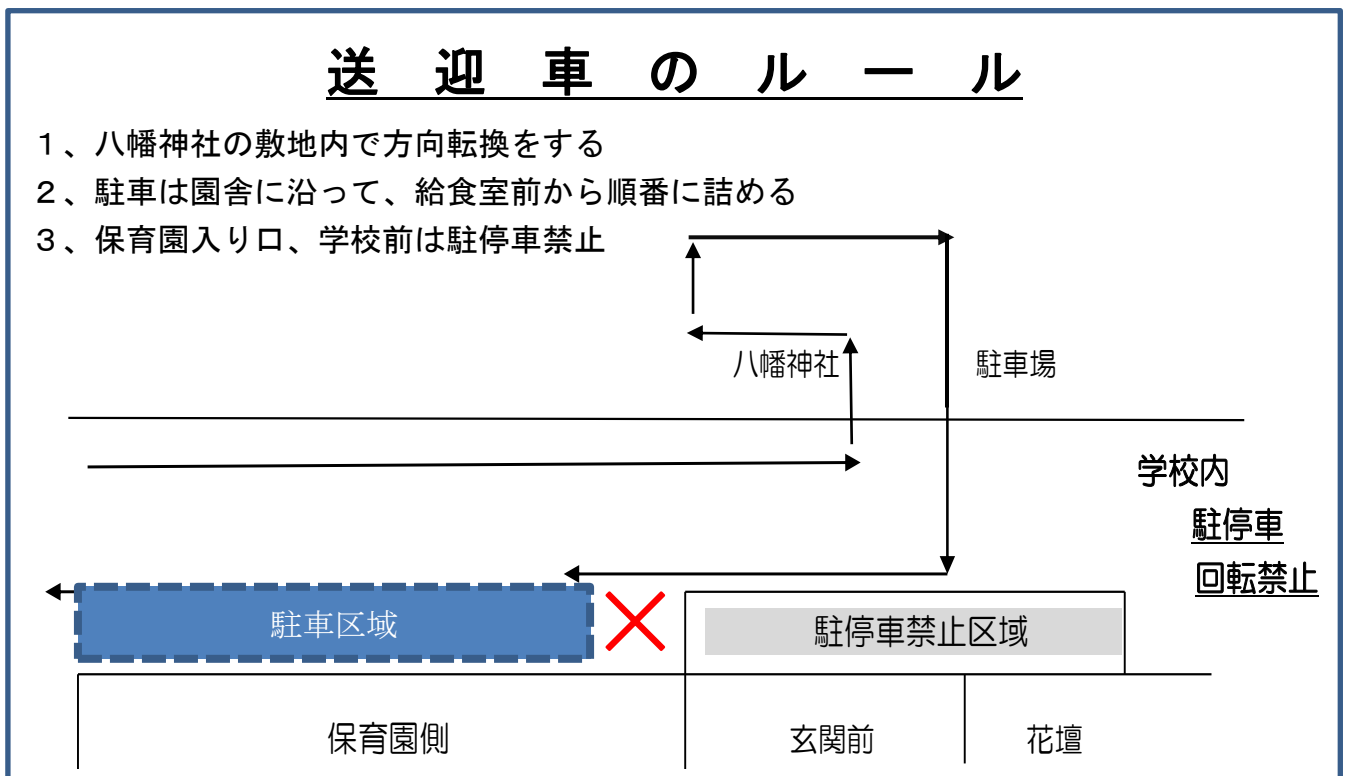 送迎車のルール
１、八幡神社の敷地内で方向転換をする
２、駐車は園舎に沿って、給食室前から順番に詰める
３、保育園入り口、学校前は駐停車禁止
八幡神社
駐車場
学校内
駐停車
回転禁止
駐車区域
駐停車禁止区域
保育園側
玄関前
花壇